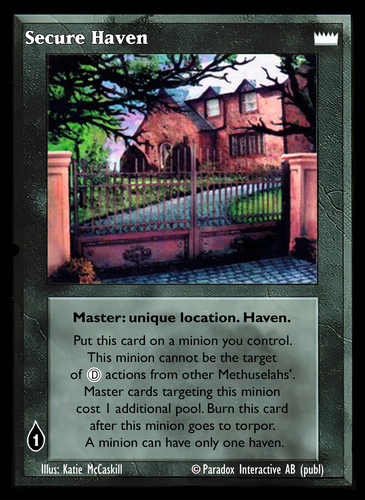 Secure Haven
Master: unique location. Haven.
Put this card on a minion you control.
This minion cannot be the target
of Ⓓ actions from other Methuselahs'.
Master cards targeting this minion
cost 1 additional pool. Burn this card
after this minion goes to torpor.
A minion can have only one haven.
1
Illus: Katie McCaskill
© Paradox Interactive AB (publ)